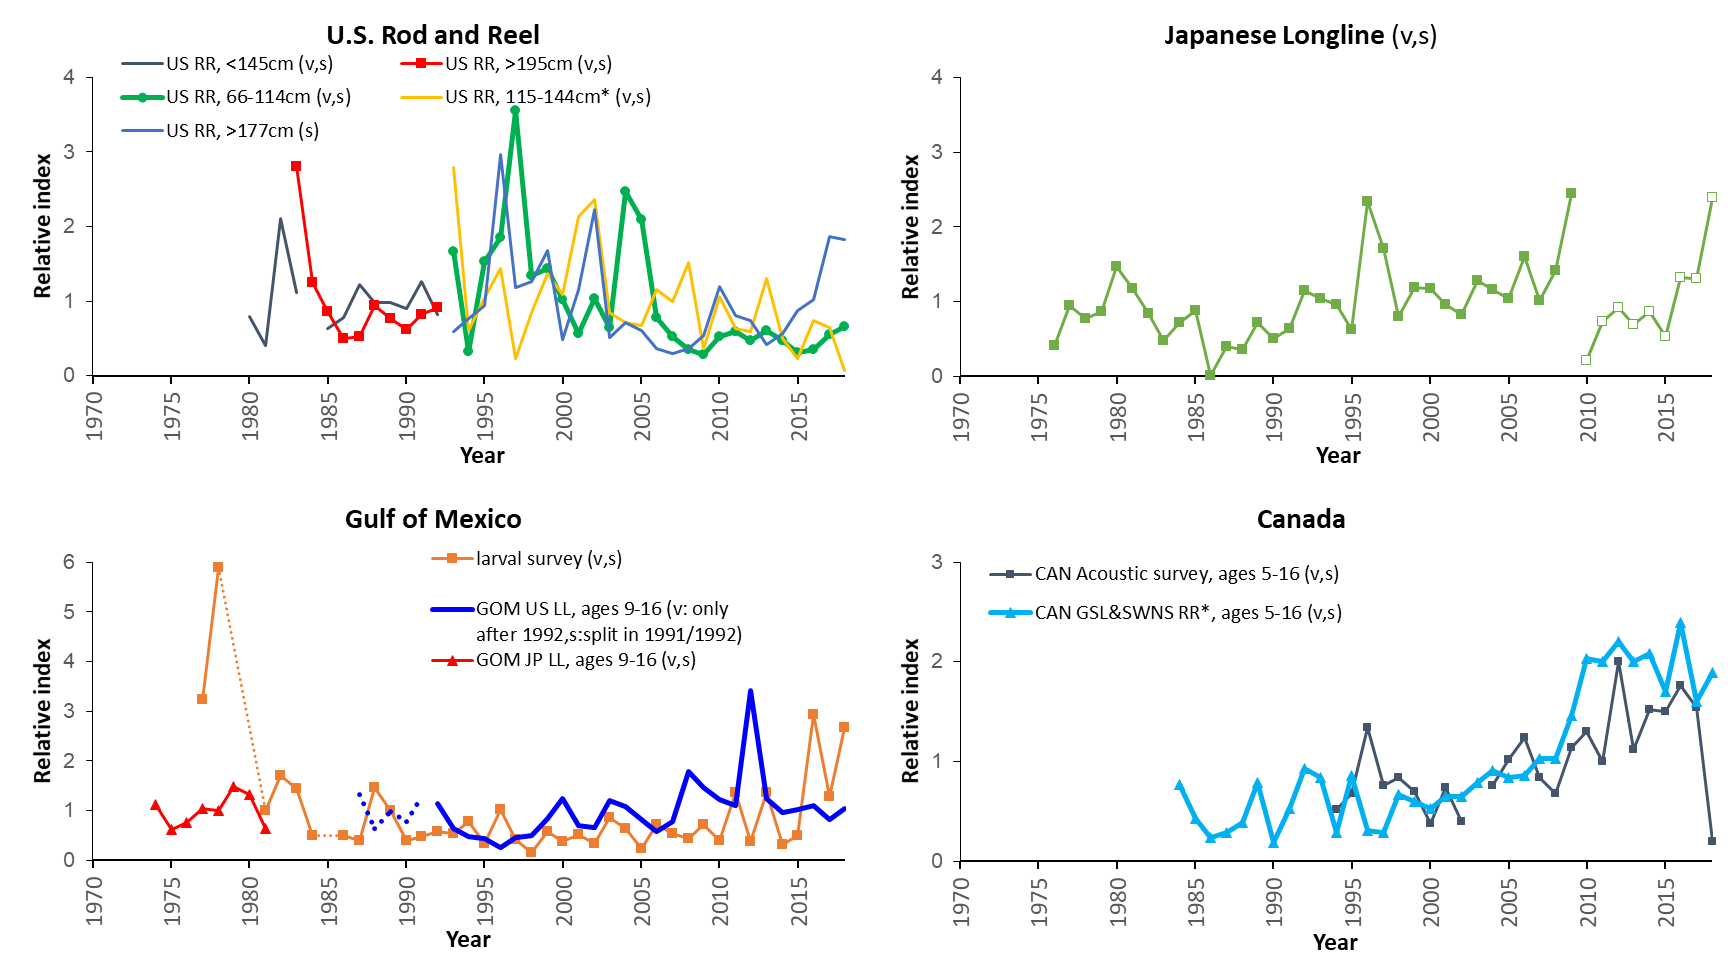 U.S. Rod and Reel
US RR, <145cm (v,s)
US RR, >195cm (v,s)
US RR, 66-114cm (v,s)
US RR, 115-144cm* (v,s)
US RR, >177cm (s)
Relative index
4
3
2
1
0
1970
1975
1980
1985
1990
1995
2000
2005
2010
2015
Year
Japanese Longline (v,s)
Relative index
4
3
2
1
0
1970
1975
1980
1985
1990
1995
2000
2005
2010
2015
Year
Gulf of Mexico
larval survey (v,s)
GOM US LL, ages 9-16 (v: only
after 1992,s:split in 1991/1992)
GOM JP LL, ages 9-16 (v,s)
Relative index
6
5
4
3
2
1
0
1970
1975
1980
1985
1990
1995
2000
2005
2010
2015
Year
Canada
CAN Acoustic survey, ages 5-16 (v,s)
CAN GSL&SWNS RR*, ages 5-16 (v,s)
Relative index
3
2
1
0
1970
1975
1980
1985
1990
1995
2000
2005
2010
2015
Year